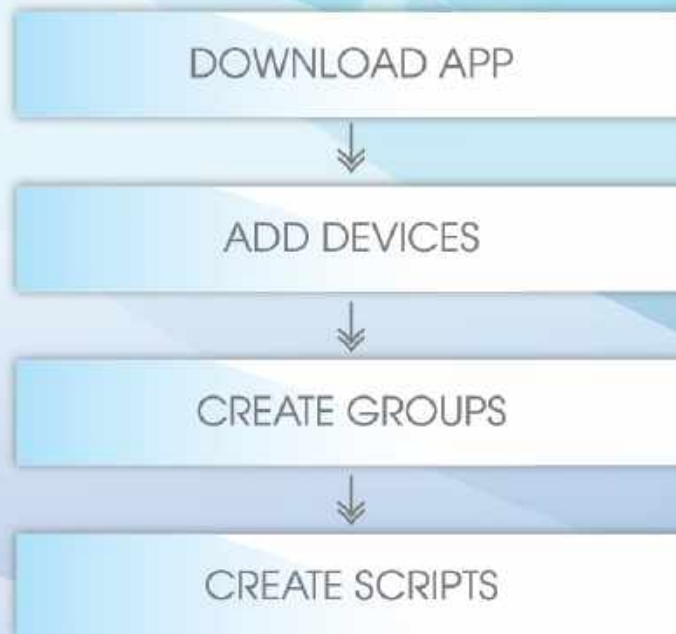 DOWNLOAD APP
ADD DEVICES
CREATE GROUPS
CREATE SCRIPTS